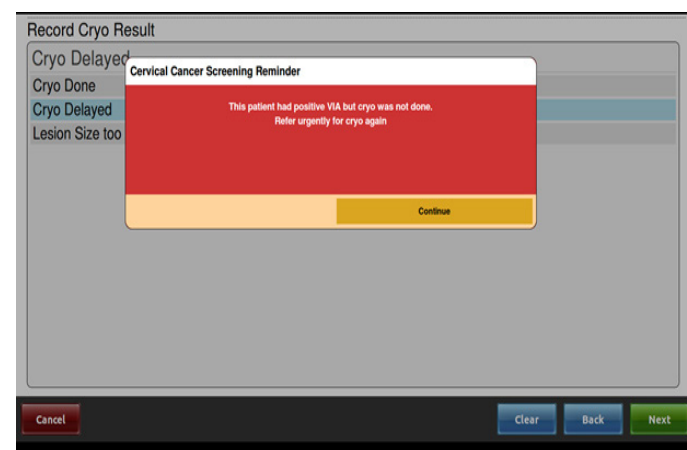 Record Cryo Result
Cryo Delayed
Cervical Cancer Screening Reminder
Cryo Done
Cryo Delayed
Lesion Size too
This patient had positive VIA but cryo was not done.
Refer urgently for cryo again
Continue
Cancel
Clear
Back
Next